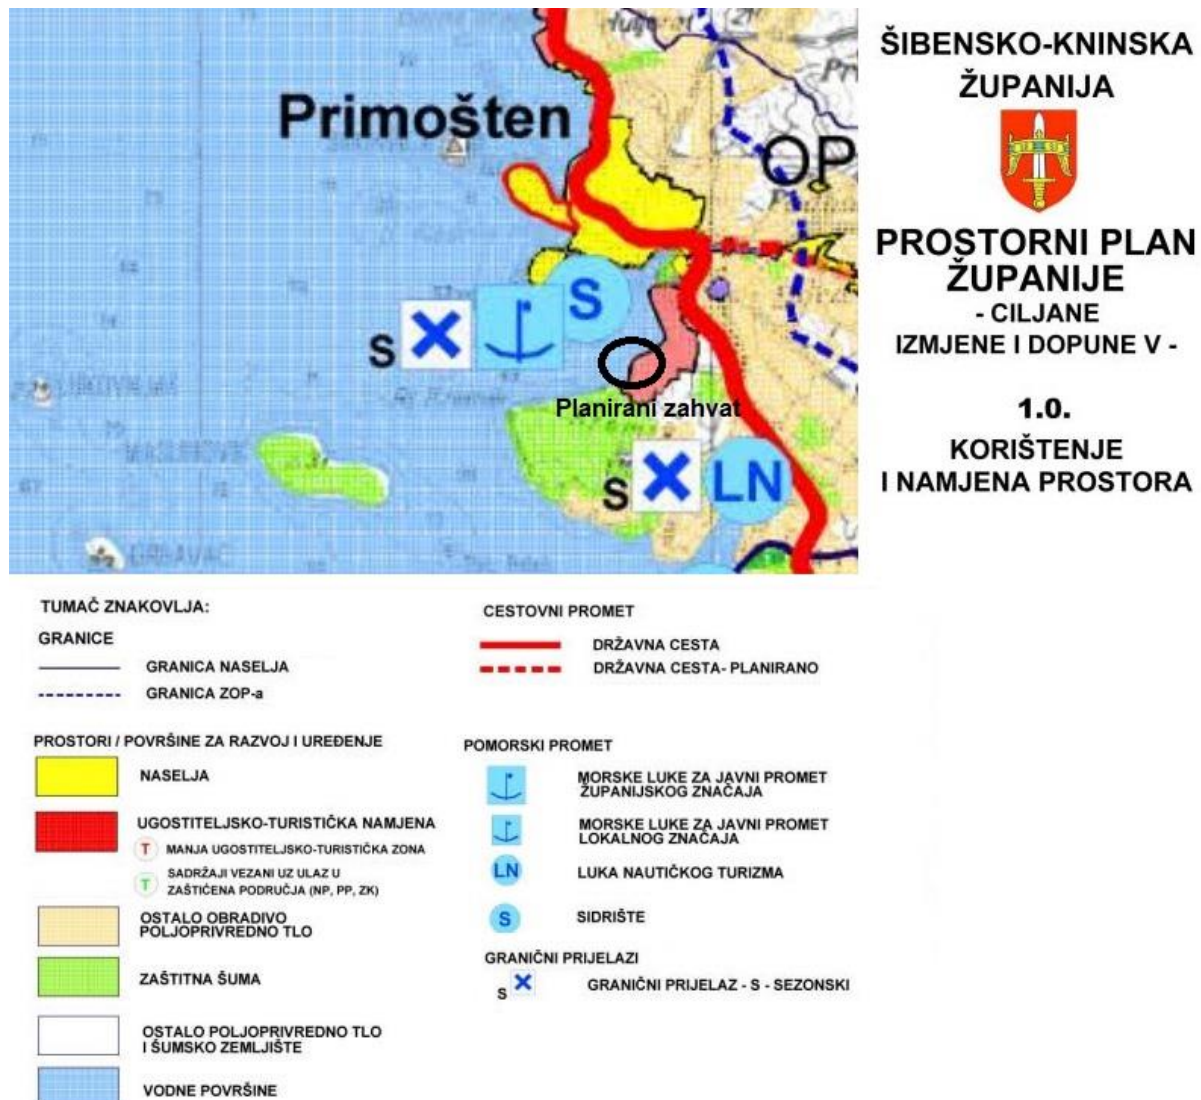 Primošten
OP
S
S
Planirani zahvat
S
LN
GRBAVAC
ŠIBENSKO-KNINSKA
ŽUPANIJA
PROSTORNI PLAN
ŽUPANIJE
- CILJANE
IZMJENE I DOPUNE V -
1.0.
KORIŠTENJE
I NAMJENA PROSTORA
TUMAČ ZNAKOVLJA:
GRANICE
GRANICA NASELJA
GRANICA ZOP-a
PROSTORI / POVRŠINE ZA RAZVOJ I UREĐENJE
NASELJA
UGOSTITELJSKO-TURISTIČKA NAMJENA
T MANJA UGOSTITELJSKO-TURISTIČKA ZONA
T SADRŽAJI VEZANI UZ ULAZ U
ZAŠTIĆENA PODRUČJA (NP, PP, ZK)
OSTALO OBRADIVO
POLJOPRIVREDNO TLO
ZAŠTITNA ŠUMA
OSTALO POLJOPRIVREDNO TLO
I ŠUMSKO ZEMLJIŠTE
VODNE POVRŠINE
CESTOVNI PROMET
DRŽAVNA CESTA
DRŽAVNA CESTA- PLANIRANO
POMORSKI PROMET
MORSKE LUKE ZA JAVNI PROMET
ŽUPANIJSKOG ZNAČAJA
MORSKE LUKE ZA JAVNI PROMET
LOKALNOG ZNAČAJA
LN LUKA NAUTIČKOG TURIZMA
S SIDRIŠTE
GRANIČNI PRIJELAZI
S GRANIČNI PRIJELAZ - S - SEZONSKI